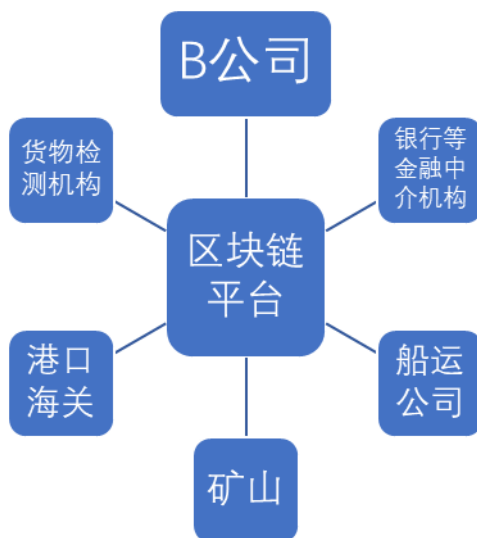 B公司
货物检
测机构
银行等
金融中
介机构
区块链
平台
港口
海关
船运
公司
矿山